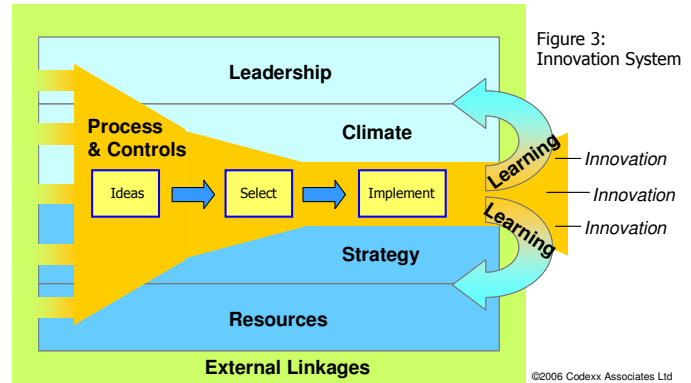 Figure 3:
Innovation System
Leadership
Process
& Controls
Climate
Learning
Innovation
Ideas
Select
Implement
Innovation
Learning
Innovation
Strategy
Resources
External Linkages
©2006 Codexx Associates Ltd